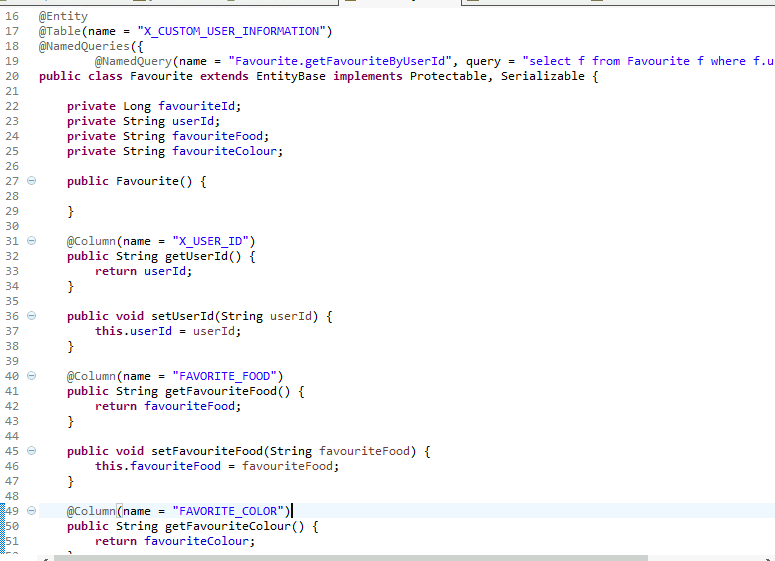 16 @Entity
17 @Table(name = "X_CUSTOM_USER_INFORMATION")
18 @NamedQueries({
19 @NamedQuery(name = "Favourite.getFavouriteByUserId", query = "select f from Favourite f where f.u
20 public class Favourite extends EntityBase implements Protectable, Serializable {
21
22 private Long favouriteId;
23 private String userId;
24 private String favouriteFood;
25 private String favouriteColour;
26
27 public Favourite() {
28
29 }
30
31 @Column(name = "X_USER_ID")
32 public String getUserId() {
33 return userId;
34 }
35
36 public void setUserId(String userId) {
37 this.userId = userId;
38 }
39
40 @Column(name = "FAVORITE_FOOD")
41 public String getFavouriteFood() {
42 return favouriteFood;
43 }
44
45 public void setFavouriteFood(String favouriteFood) {
46 this.favouriteFood = favouriteFood;
47 }
48
49 @Column(name = "FAVORITE_COLOR")
50 public String getFavouriteColour() {
51 return favouriteColour;